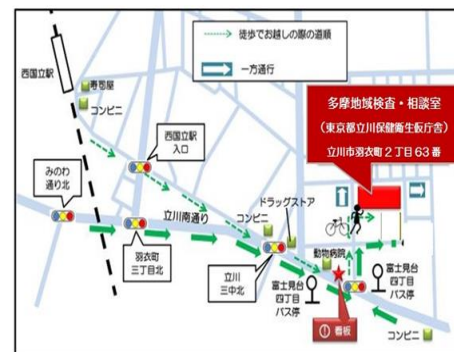 徒歩でお越しの際の道順
一方通行
西国立駅
寿司屋
コンビニ
多摩地域検査・相談室
（東京都立川保健衛生仮庁舎）
立川市羽衣町２丁目63番
西国立駅
入口
みのわ
通り北
立川南通り
ドラッグストア
コンビニ
羽衣町
三丁目北
動物病院
立川
三中北
富士見台
四丁目
バス停
富士見台
四丁目
バス停
① 看板
コンビニ